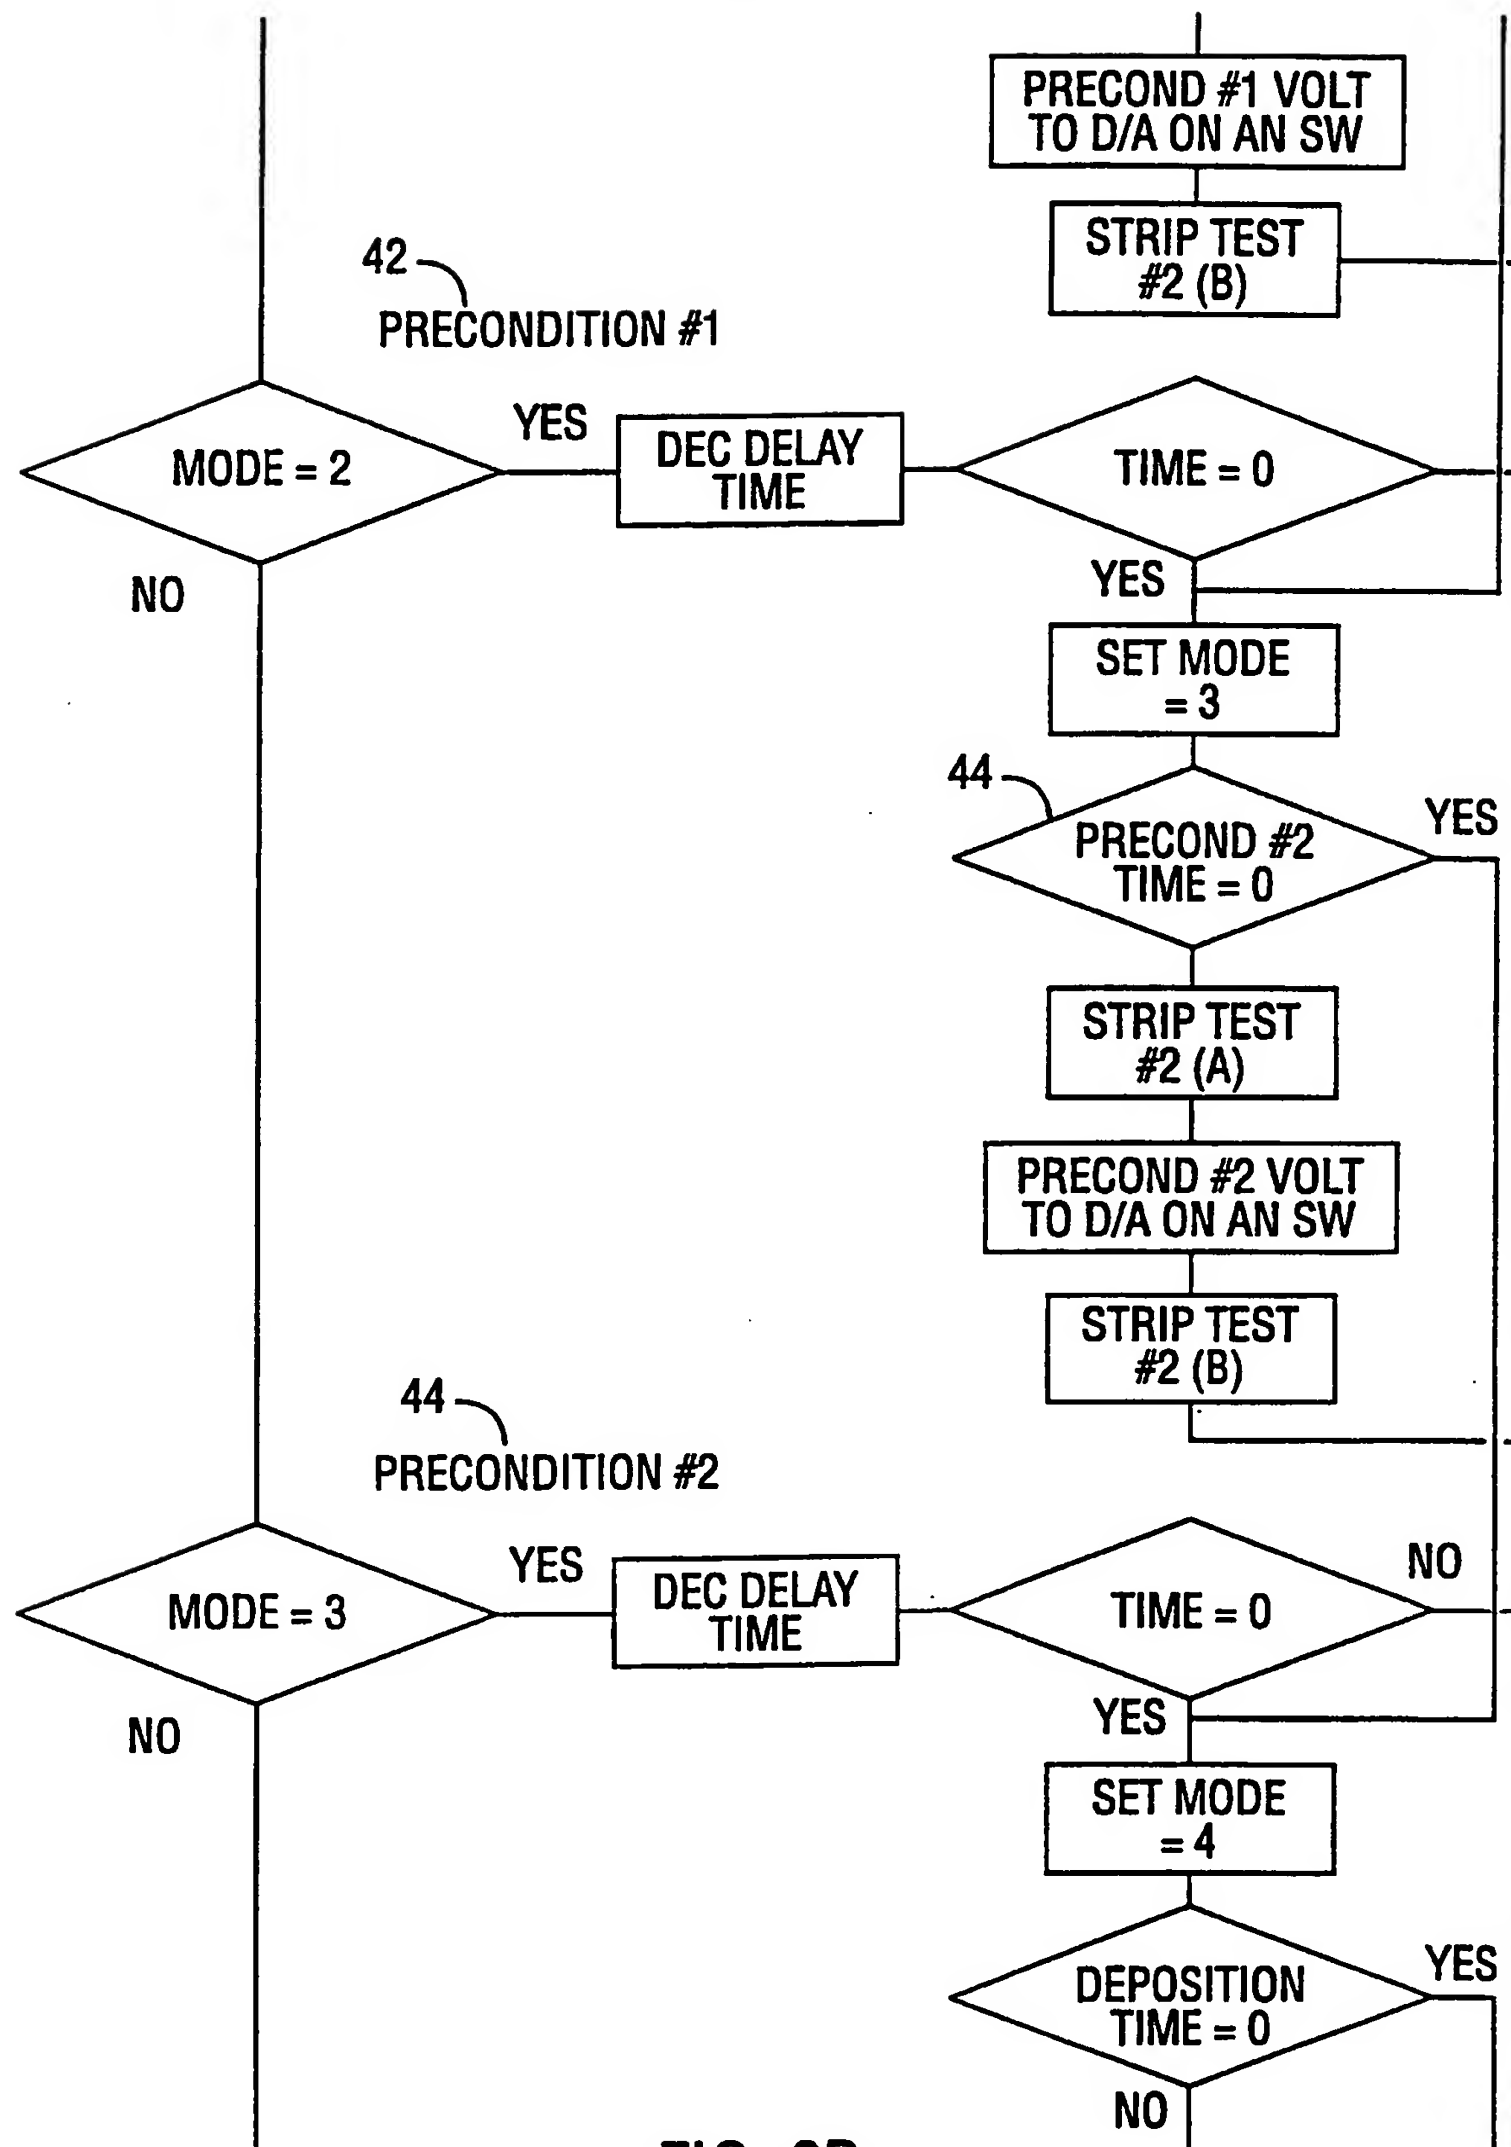 PRECOND #1 VOLT
TO D/A ON AN SW
STRIP TEST
#2 (B)
42
PRECONDITION #1
MODE = 2
YES
DEC DELAY
TIME
TIME = 0
NO
YES
SET MODE
= 3
44
PRECOND #2
TIME = 0
YES
STRIP TEST
#2 (A)
PRECOND #2 VOLT
TO D/A ON AN SW
STRIP TEST
#2 (B)
44
PRECONDITION #2
MODE = 3
YES
DEC DELAY
TIME
TIME = 0
NO
NO
YES
SET MODE
= 4
DEPOSITION
TIME = 0
YES
NO